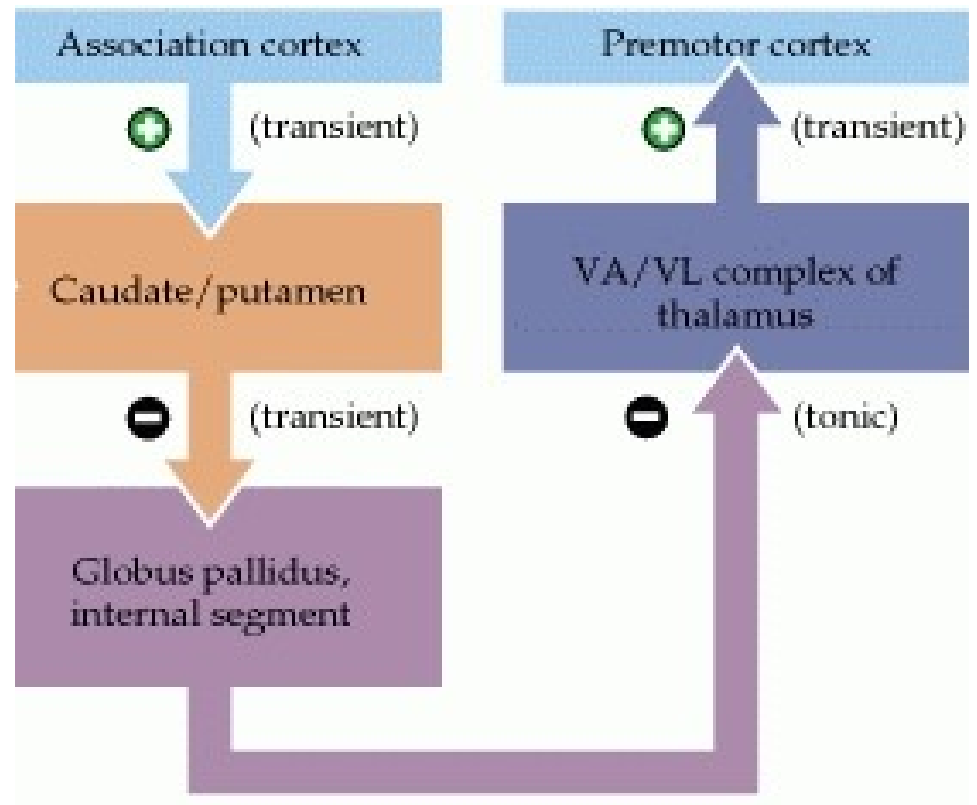 Association cortex
Premotor cortex
(transient)
(transient)
Caudate/putamen
VA/VL complex of
thalamus
(transient)
(tonic)
Globus pallidus,
internal segment